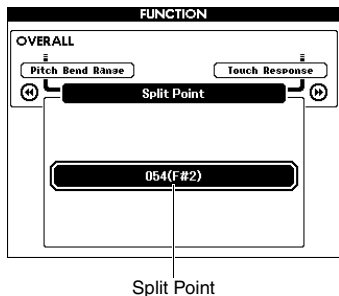 FUNCTION
OVERALL
Pitch Bend Range
Touch Response
Split Point
054(F#2)
Split Point